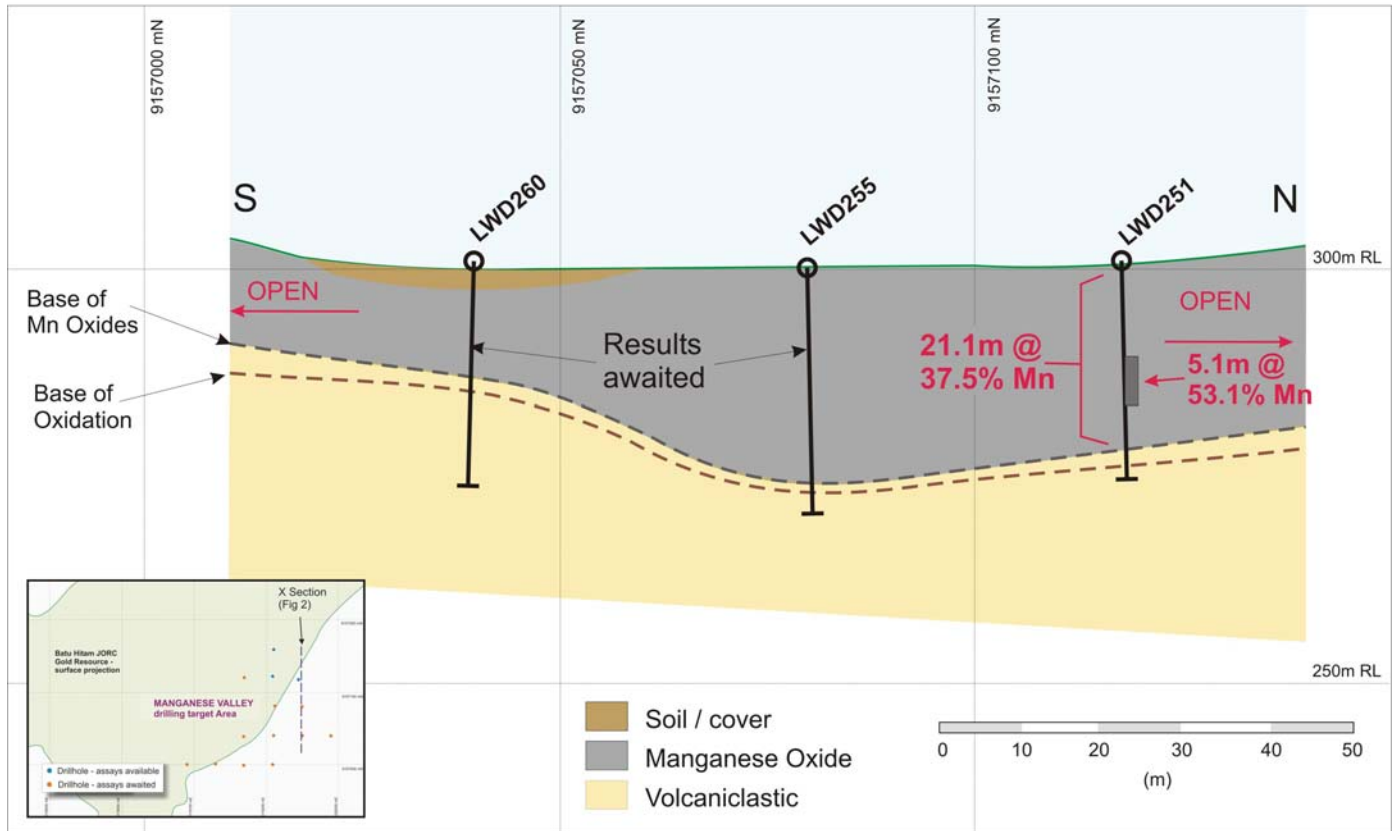 9157000 mN
9157050 mN
9157100 mN
S
LWD260
LWD255
LWD251
N
300m RL
OPEN
OPEN
Base of
Mn Oxides
Results
awaited
21.1m @
37.5% Mn
5.1m @
53.1% Mn
Base of
Oxidation
X Section
(Fig 2)
Batu Hitam JORC
Gold Resource -
surface projection
MANGANESE VALLEY
drilling target Area
Drillhole - assays available
Drillhole - assays awaited
250m RL
Soil / cover
Manganese Oxide
Volcaniclastic
0 10 20 30 40 50
(m)